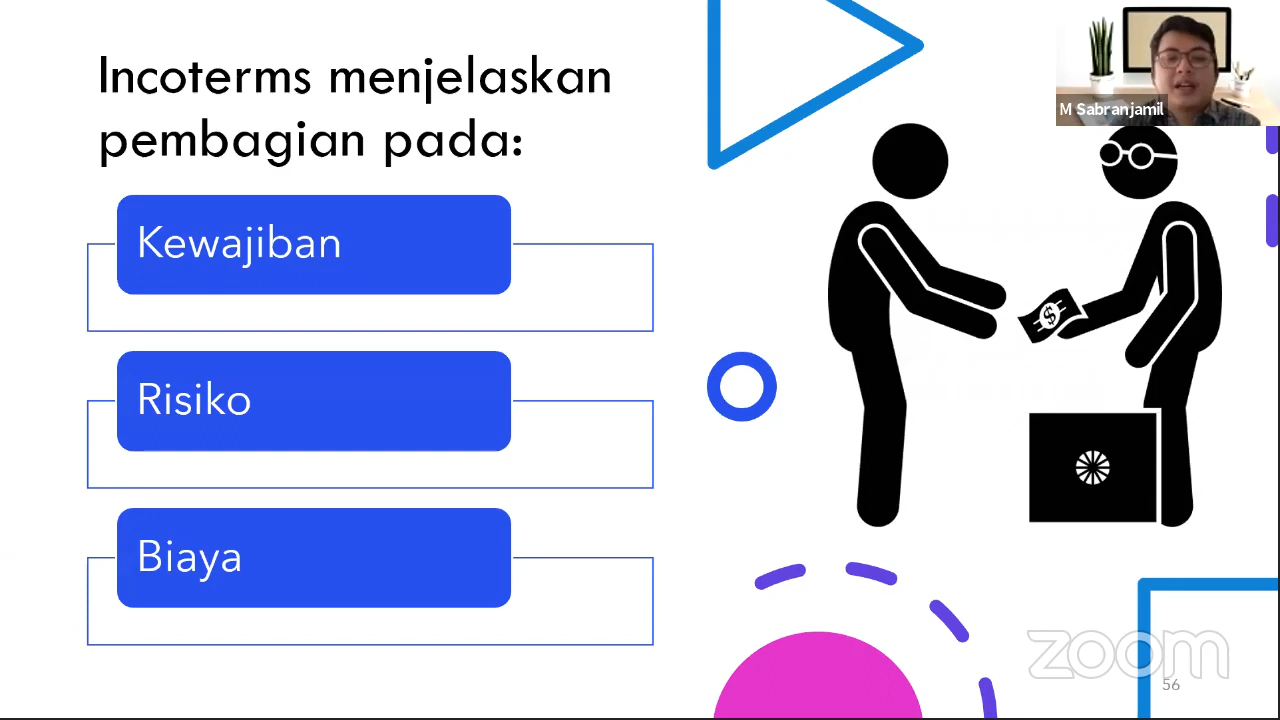 Incoterms menjelaskan
pembagian pada:
Kewajiban
Risiko
Biaya
M Sabranjamil
$
zoom
56